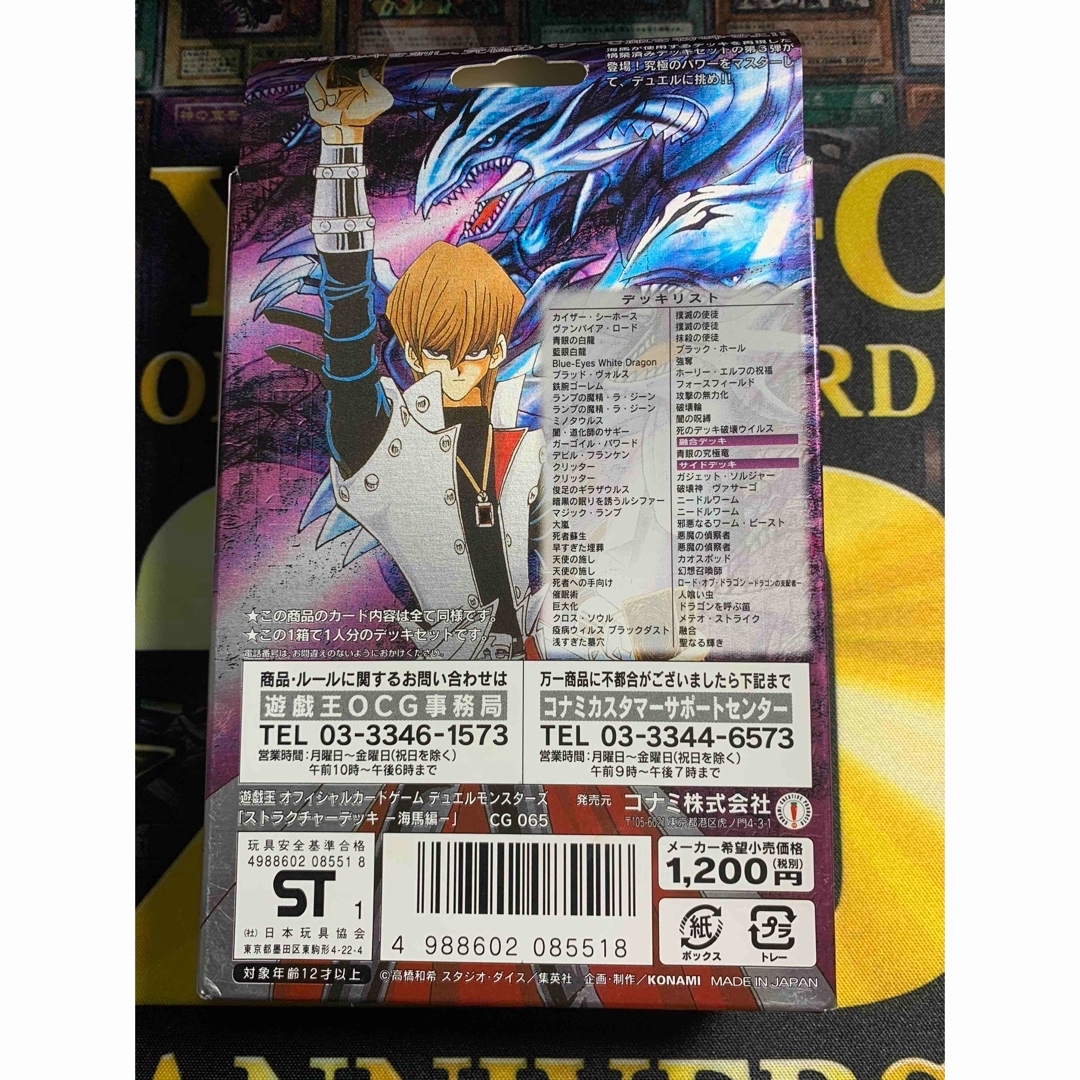 海馬が使用するデッキを再現した
構築済みデッキセットの第3弾が
登場!究極のパワーをマスターし
て、デュエルに挑め!!
デッキリスト
カイザー・シーホース
ヴァンパイア・ロード
青眼の白龍
藍眼白龍
Blue-Eyes White Dragon
ブラッド・ヴォルス
鉄腕ゴーレム
ランプの魔精・ラ・ジーン
ランプの魔精・ラ・ジーン
ミノタウルス
闇・道化師のサギー
ガーゴイル・パワード
デビル・フランケン
クリッター
クリッター
俊足のギラザウルス
暗黒の眠りを誘うルシファー
マジック・ランプ
大嵐
死者蘇生
早すぎた埋葬
天使の施し
天使の施し
死者への手向け
催眠術
巨大化
クロス・ソウル
疫病ウィルス ブラックダスト
浅すぎた墓穴
撲滅の使徒
撲滅の使徒
抹殺の使徒
ブラック・ホール
強奪
ホーリー・エルフの祝福
フォースフィールド
攻撃の無力化
破壊輪
闇の呪縛
死のデッキ破壊ウイルス
融合デッキ
青眼の究極竜
サイドデッキ
ガジェット・ソルジャー
破壊神 ヴァサーゴ
ニードルワーム
ニードルワーム
邪悪なるワーム・ビースト
悪魔の偵察者
悪魔の偵察者
カオスポッド
幻想召喚師
ロード・オブ・ドラゴン ードラゴンの支配者ー
人喰い虫
ドラゴンを呼ぶ笛
メテオ・ストライク
融合
聖なる輝き
★この商品のカード内容は全て同様です。
★この1箱で1人分のデッキセットです。
電話番号は、お間違えのないようにおかけください。
商品・ルールに関するお問い合わせは
遊戯王OCG事務局
TEL 03-3346-1573
営業時間:月曜日~金曜日(祝日を除く)
午前10時~午後6時まで
万一商品に不都合がございましたら下記まで
コナミカスタマーサポートセンター
TEL 03-3344-6573
営業時間:月曜日~金曜日(祝日を除く)
午前9時~午後7時まで
遊戯王 オフィシャルカードゲーム デュエルモンスターズ
「ストラクチャーデッキ ー海馬編ー」 CG 065
発売元 コナミ株式会社
〒105-6021 東京都港区虎ノ門4-3-1
玩具安全基準合格
4988602 08551 8
ST 1
(社)日本玩具協会
東京都墨田区東駒形4-22-4
対象年齢12才以上
4 988602 085518
メーカー希望小売価格
1,200円(税別)
紙
ボックス
プラ
トレー
©高橋和希 スタジオ・ダイス/集英社 企画・制作/KONAMI MADE IN JAPAN